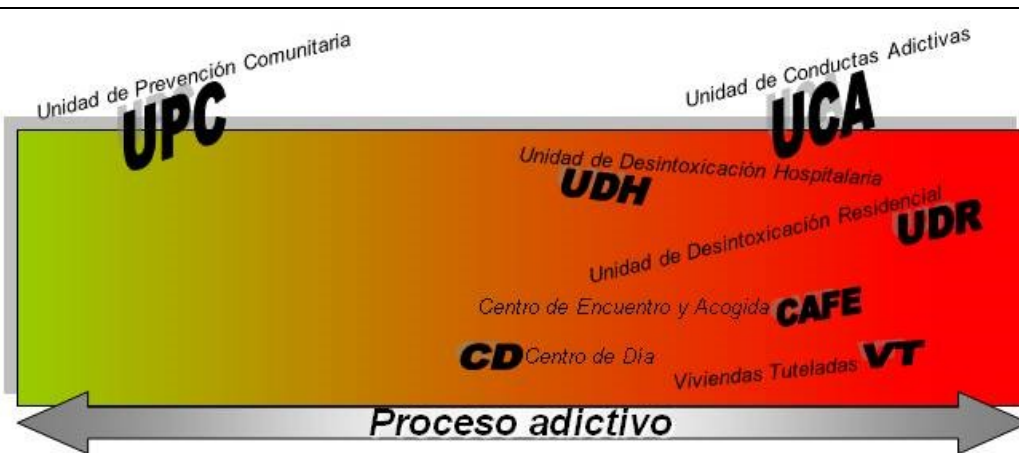 Unidad de Prevención Comunitaria
UPC
Unidad de Conductas Adictivas
UCA
Unidad de Desintoxicación Hospitalaria
UDH
Unidad de Desintoxicación Residencial
UDR
Centro de Encuentro y Acogida CAFE
CD Centro de Día
Viviendas Tuteladas VT
Proceso adictivo